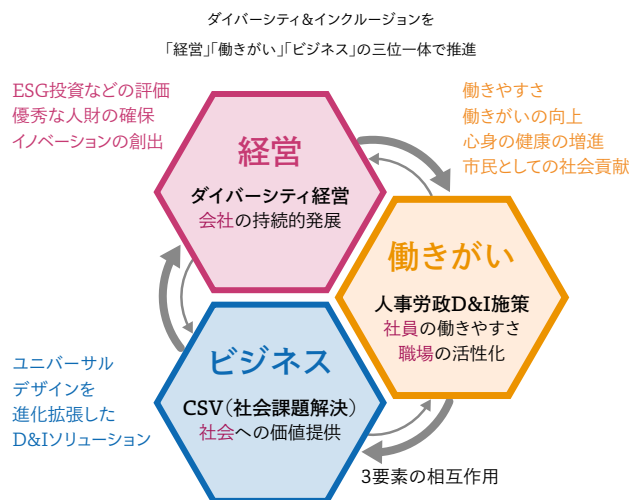 ダイバーシティ&インクルージョンを
「経営」「働きがい」「ビジネス」の三位一体で推進
ESG投資などの評価
優秀な人財の確保
イノベーションの創出
経営
ダイバーシティ経営
会社の持続的発展
働きやすさ
働きがいの向上
心身の健康の増進
市民としての社会貢献
働きがい
人事労政D&I施策
社員の働きやすさ
職場の活性化
ユニバーサル
デザインを
進化拡張した
D&Iソリューション
ビジネス
CSV(社会課題解決)
社会への価値提供
3要素の相互作用